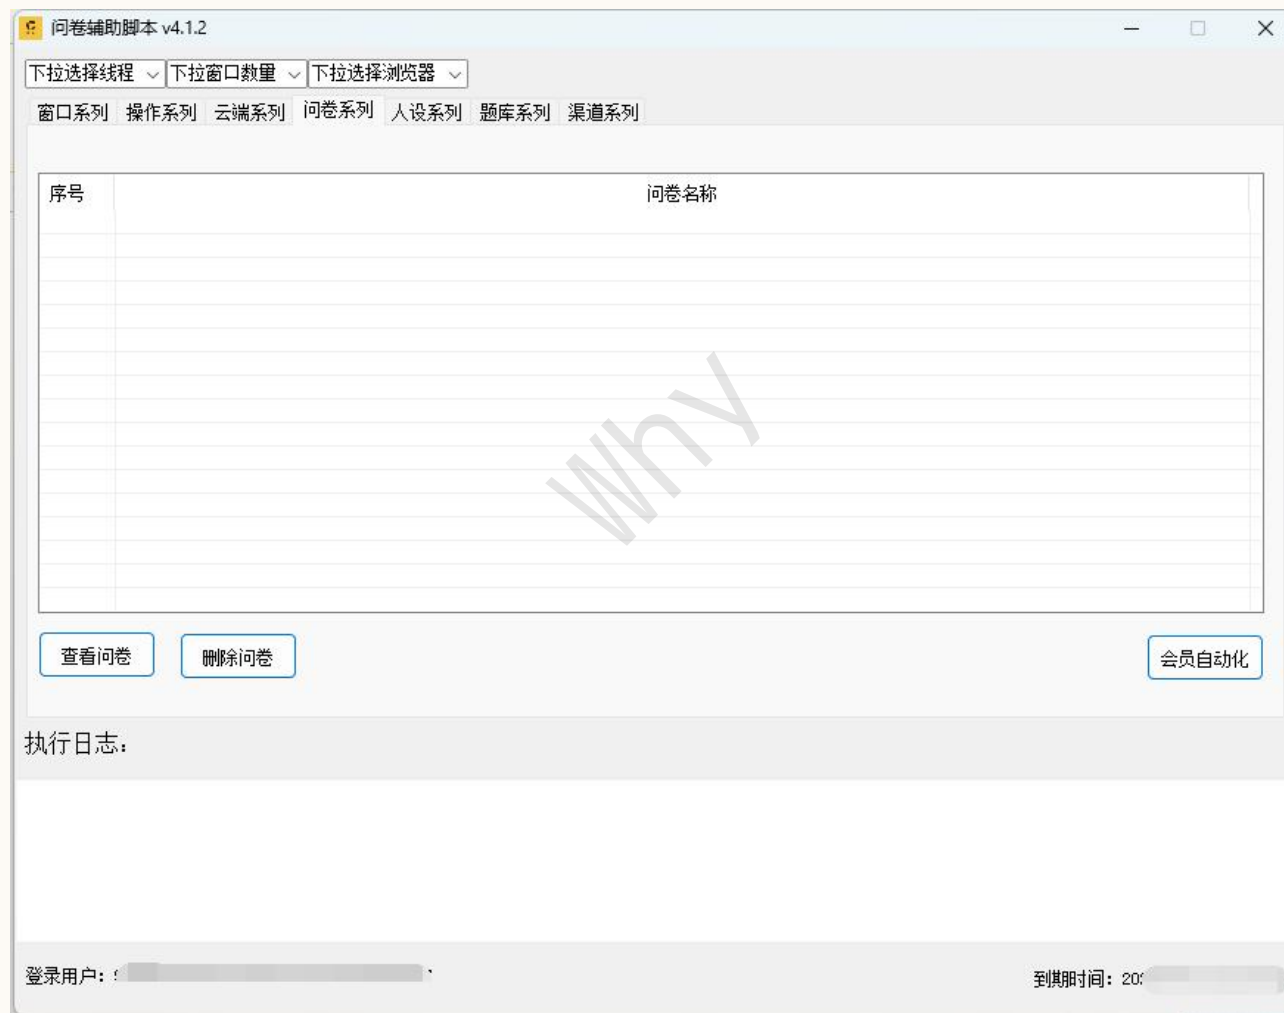 问卷辅助脚本 v4.1.2
下拉选择线程 下拉窗口数量 下拉选择浏览器
窗口系列 操作系列 云端系列 问卷系列 人设系列 题库系列 渠道系列
序号 问卷名称
Why
查看问卷 删除问卷 会员自动化
执行日志：
登录用户： 到期时间：20